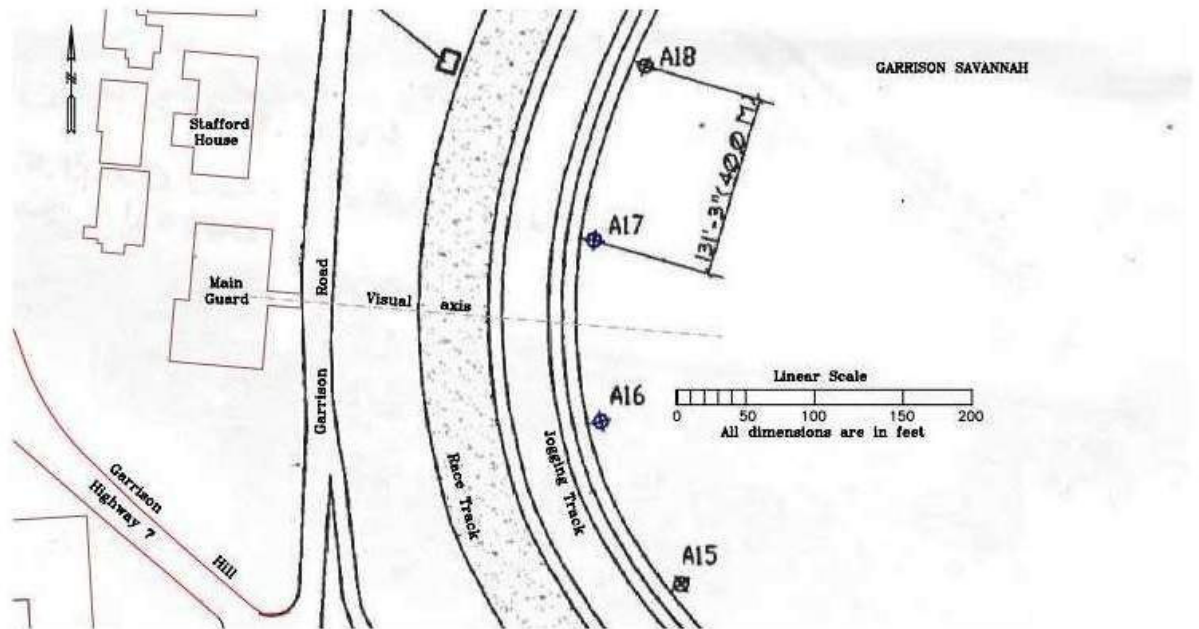 A18
GARRISON SAVANNAH
N
Stafford
House
131'-3"(40.0 M)
A17
Main
Guard
Road
Visual axis
Garrison
Linear Scale
0 50 100 150 200
All dimensions are in feet
A16
Race Track
Jogging Track
Garrison
Highway 7
Hill
A15